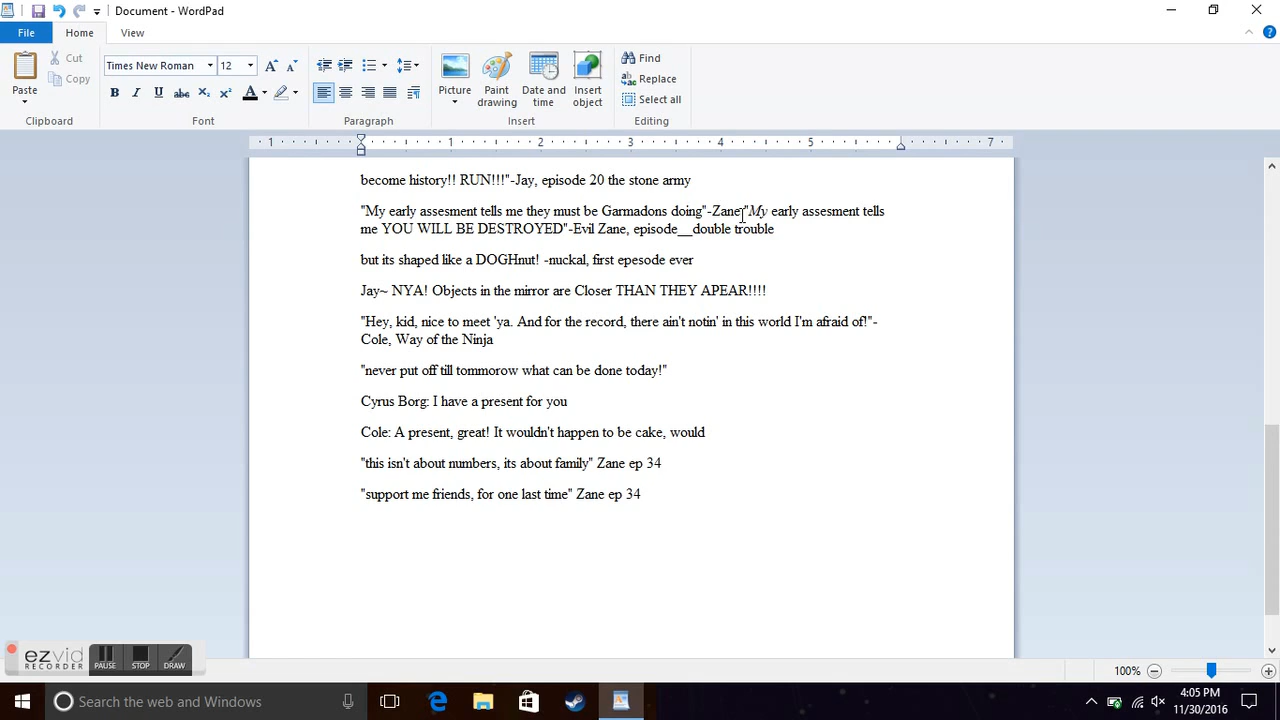 Document - WordPad
File Home View
Paste
Cut
Copy
Clipboard
Times New Roman 12
Font
Paragraph
Picture
Paint drawing
Date and time
Insert object
Insert
Find
Replace
Select all
Editing
1 1 2 3 4 5 7
become history!! RUN!!!"-Jay, episode 20 the stone army
"My early assesment tells me they must be Garmadons doing"-Zane "My early assesment tells
me YOU WILL BE DESTROYED"-Evil Zane, episode__double trouble
but its shaped like a DOGHnut! -nuckal, first epesode ever
Jay~ NYA! Objects in the mirror are Closer THAN THEY APEAR!!!!
"Hey, kid, nice to meet 'ya. And for the record, there ain't notin' in this world I'm afraid of!"-
Cole, Way of the Ninja
"never put off till tommorow what can be done today!"
Cyrus Borg: I have a present for you
Cole: A present, great! It wouldn't happen to be cake, would
"this isn't about numbers, its about family" Zane ep 34
"support me friends, for one last time" Zane ep 34
ezvid
RECORDER
PAUSE STOP DRAW
100%
Search the web and Windows
4:05 PM
11/30/2016